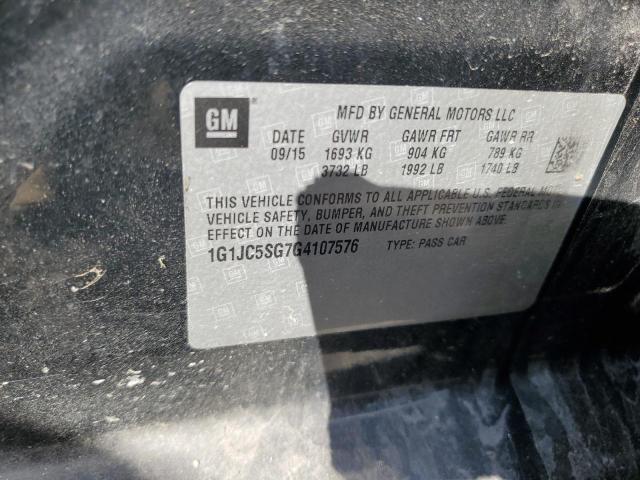 GM
MFD BY GENERAL MOTORS LLC
DATE GVWR GAWR FRT GAWR RR
09/15 1693 KG 904 KG 789 KG
3732 LB 1992 LB 1740 LB
THIS VEHICLE CONFORMS TO ALL APPLICABLE U.S. FEDERAL
VEHICLE SAFETY, BUMPER, AND THEFT PREVENTION STANDARDS IN
EFFECT ON THE DATE OF MANUFACTURE SHOWN ABOVE.
1G1JC5SG7G4107576 TYPE: PASS CAR